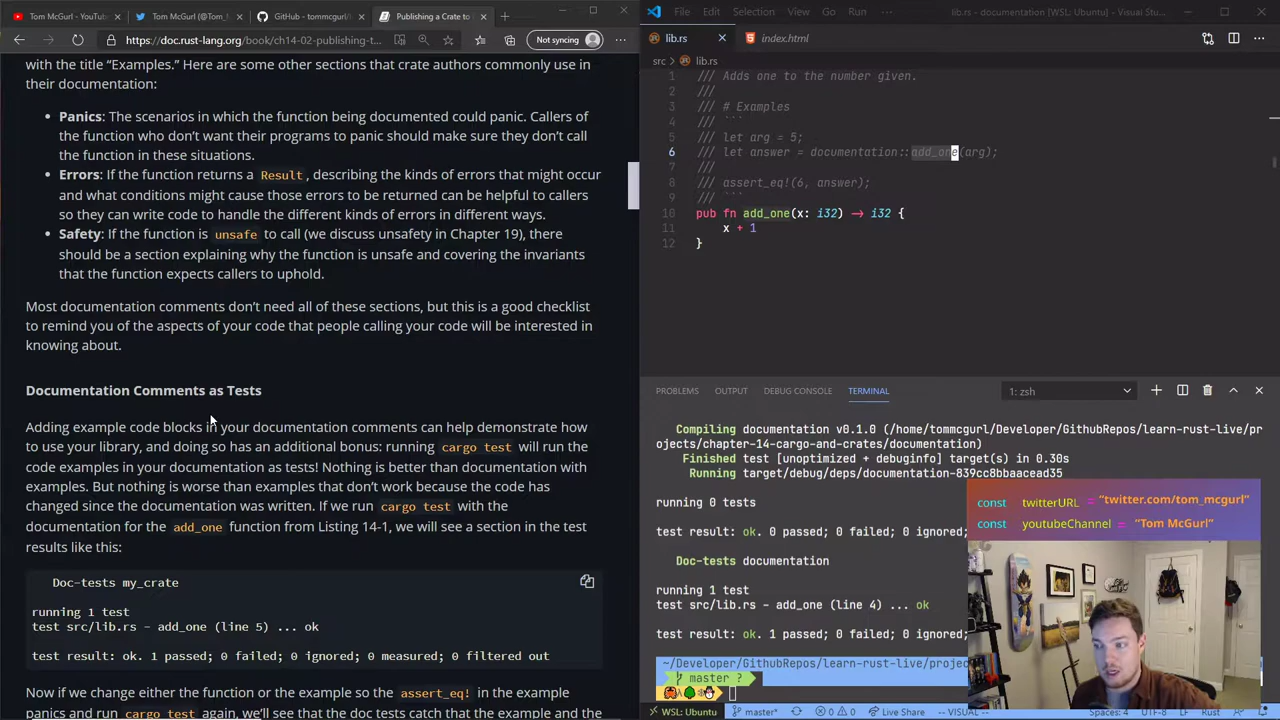 Tom McGurl - YouTube
Tom McGurl (@Tom_
GitHub - tommcgurl/
Publishing a Crate to
https://doc.rust-lang.org/book/ch14-02-publishing-t...
Not syncing
with the title “Examples.” Here are some other sections that crate authors commonly use in
their documentation:
Panics: The scenarios in which the function being documented could panic. Callers of
the function who don’t want their programs to panic should make sure they don’t call
the function in these situations.
Errors: If the function returns a Result, describing the kinds of errors that might occur
and what conditions might cause those errors to be returned can be helpful to callers
so they can write code to handle the different kinds of errors in different ways.
Safety: If the function is unsafe to call (we discuss unsafety in Chapter 19), there
should be a section explaining why the function is unsafe and covering the invariants
that the function expects callers to uphold.
Most documentation comments don’t need all of these sections, but this is a good checklist
to remind you of the aspects of your code that people calling your code will be interested in
knowing about.
Documentation Comments as Tests
Adding example code blocks in your documentation comments can help demonstrate how
to use your library, and doing so has an additional bonus: running cargo test will run the
code examples in your documentation as tests! Nothing is better than documentation with
examples. But nothing is worse than examples that don’t work because the code has
changed since the documentation was written. If we run cargo test with the
documentation for the add_one function from Listing 14-1, we will see a section in the test
results like this:
Doc-tests my_crate
running 1 test
test src/lib.rs - add_one (line 5) ... ok
test result: ok. 1 passed; 0 failed; 0 ignored; 0 measured; 0 filtered out
Now if we change either the function or the example so the assert_eq! in the example
panics and run cargo test again, we’ll see that the doc tests catch that the example and the
File Edit Selection View Go Run ... lib.rs - documentation [WSL: Ubuntu] - Visual Stu...
lib.rs
index.html
src > lib.rs
1 /// Adds one to the number given.
2 ///
3 /// # Examples
4 /// ```
5 /// let arg = 5;
6 /// let answer = documentation::add_one(arg);
7 ///
8 /// assert_eq!(6, answer);
9 /// ```
10 pub fn add_one(x: i32) → i32 {
11 x + 1
12 }
PROBLEMS OUTPUT DEBUG CONSOLE TERMINAL 1: zsh
Compiling documentation v0.1.0 (/home/tommcgurl/Developer/GitHubRepos/learn-rust-live/pr
ojects/chapter-14-cargo-and-crates/documentation)
Finished test [unoptimized + debuginfo] target(s) in 0.30s
Running target/debug/deps/documentation-839cc8bbaacead35
running 0 tests
test result: ok. 0 passed; 0 failed; 0 ignored;
Doc-tests documentation
running 1 test
test src/lib.rs - add_one (line 4) ... ok
test result: ok. 1 passed; 0 failed; 0 ignored;
~/Developer/GithubRepos/learn-rust-live/projec
master ?
const twitterURL = "twitter.com/tom_mcgurl"
const youtubeChannel = "Tom McGurl"
WSL: Ubuntu master* 0 0 Live Share -- VISUAL -- Spaces: 4 UTF-8 LF Rust